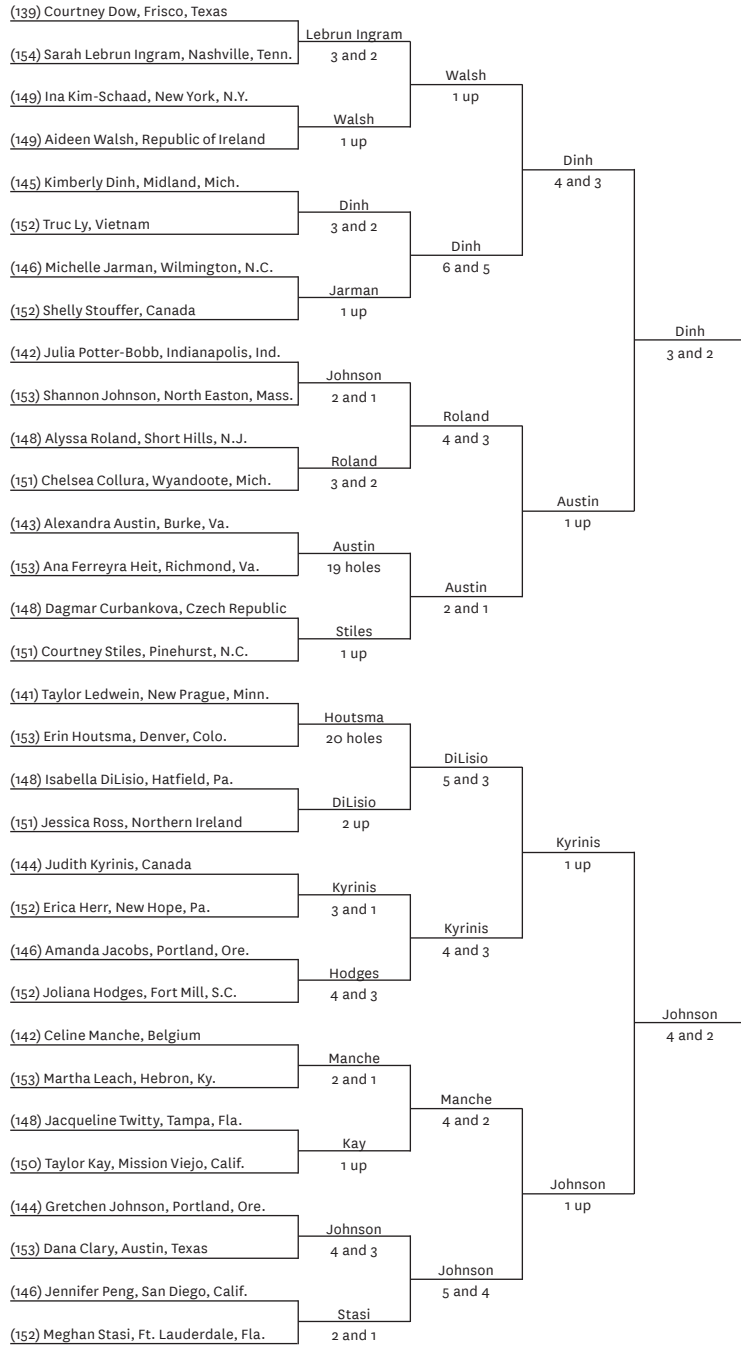 (139) Courtney Dow, Frisco, Texas
Lebrun Ingram
3 and 2
(154) Sarah Lebrun Ingram, Nashville, Tenn.
Walsh
1 up
(149) Ina Kim-Schaad, New York, N.Y.
Walsh
1 up
(149) Aideen Walsh, Republic of Ireland
Dinh
4 and 3
(145) Kimberly Dinh, Midland, Mich.
Dinh
3 and 2
(152) Truc Ly, Vietnam
Dinh
6 and 5
(146) Michelle Jarman, Wilmington, N.C.
Jarman
1 up
(152) Shelly Stouffer, Canada
Dinh
3 and 2
(142) Julia Potter-Bobb, Indianapolis, Ind.
Johnson
2 and 1
(153) Shannon Johnson, North Easton, Mass.
Roland
4 and 3
(148) Alyssa Roland, Short Hills, N.J.
Roland
3 and 2
(151) Chelsea Collura, Wyandoote, Mich.
Austin
1 up
(143) Alexandra Austin, Burke, Va.
Austin
19 holes
(153) Ana Ferreyra Heit, Richmond, Va.
Austin
2 and 1
(148) Dagmar Curbankova, Czech Republic
Stiles
1 up
(151) Courtney Stiles, Pinehurst, N.C.
(141) Taylor Ledwein, New Prague, Minn.
Houtsma
20 holes
(153) Erin Houtsma, Denver, Colo.
DiLisio
5 and 3
(148) Isabella DiLisio, Hatfield, Pa.
DiLisio
2 up
(151) Jessica Ross, Northern Ireland
Kyrinis
1 up
(144) Judith Kyrinis, Canada
Kyrinis
3 and 1
(152) Erica Herr, New Hope, Pa.
Kyrinis
4 and 3
(146) Amanda Jacobs, Portland, Ore.
Hodges
4 and 3
(152) Joliana Hodges, Fort Mill, S.C.
Johnson
4 and 2
(142) Celine Manche, Belgium
Manche
2 and 1
(153) Martha Leach, Hebron, Ky.
Manche
4 and 2
(148) Jacqueline Twitty, Tampa, Fla.
Kay
1 up
(150) Taylor Kay, Mission Viejo, Calif.
Johnson
1 up
(144) Gretchen Johnson, Portland, Ore.
Johnson
4 and 3
(153) Dana Clary, Austin, Texas
Johnson
5 and 4
(146) Jennifer Peng, San Diego, Calif.
Stasi
2 and 1
(152) Meghan Stasi, Ft. Lauderdale, Fla.